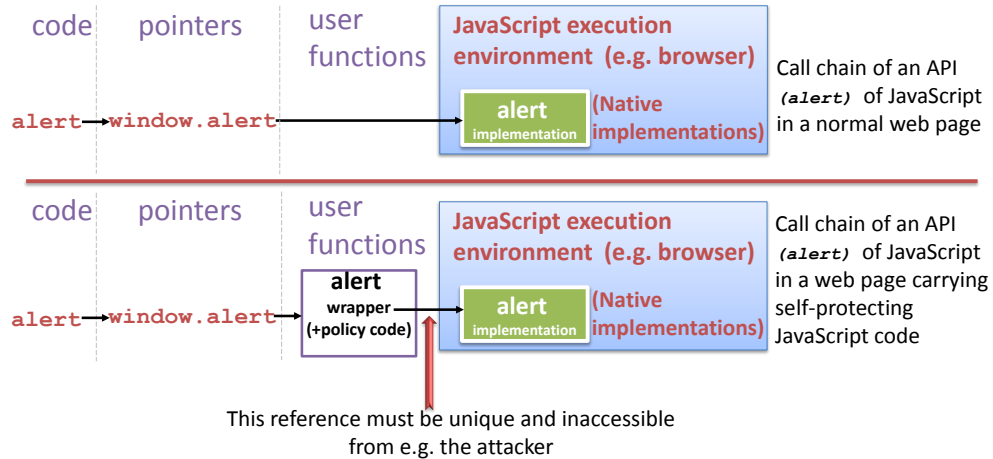 code
pointers
user
functions
JavaScript execution
environment (e.g. browser)
alert
window.alert
alert
implementation
(Native
implementations)
Call chain of an API
(alert) of JavaScript
in a normal web page
code
pointers
user
functions
JavaScript execution
environment (e.g. browser)
alert
window.alert
alert
wrapper
(+policy code)
alert
implementation
(Native
implementations)
Call chain of an API
(alert) of JavaScript
in a web page carrying
self-protecting
JavaScript code
This reference must be unique and inaccessible
from e.g. the attacker